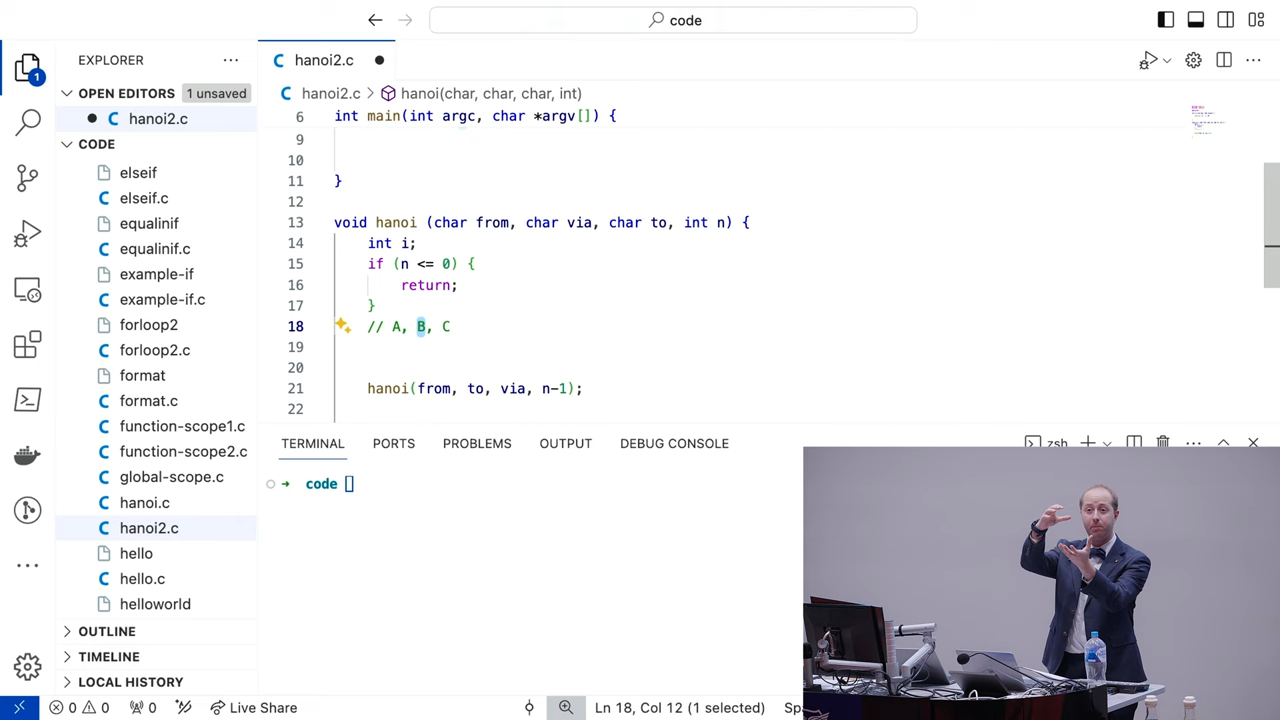 code
EXPLORER
hanoi2.c
OPEN EDITORS 1 unsaved
hanoi2.c
CODE
elseif
elseif.c
equalinif
equalinif.c
example-if
example-if.c
forloop2
forloop2.c
format
format.c
function-scope1.c
function-scope2.c
global-scope.c
hanoi.c
hanoi2.c
hello
hello.c
helloworld
OUTLINE
TIMELINE
LOCAL HISTORY
1
hanoi2.c > hanoi(char, char, char, int)
6 int main(int argc, char *argv[]) {
9
10
11 }
12
13 void hanoi (char from, char via, char to, int n) {
14 int i;
15 if (n <= 0) {
16 return;
17 }
18 // A, B, C
19
20
21 hanoi(from, to, via, n-1);
22
TERMINAL PORTS PROBLEMS OUTPUT DEBUG CONSOLE
zsh
code
0 0 0 Live Share Ln 18, Col 12 (1 selected) Sp